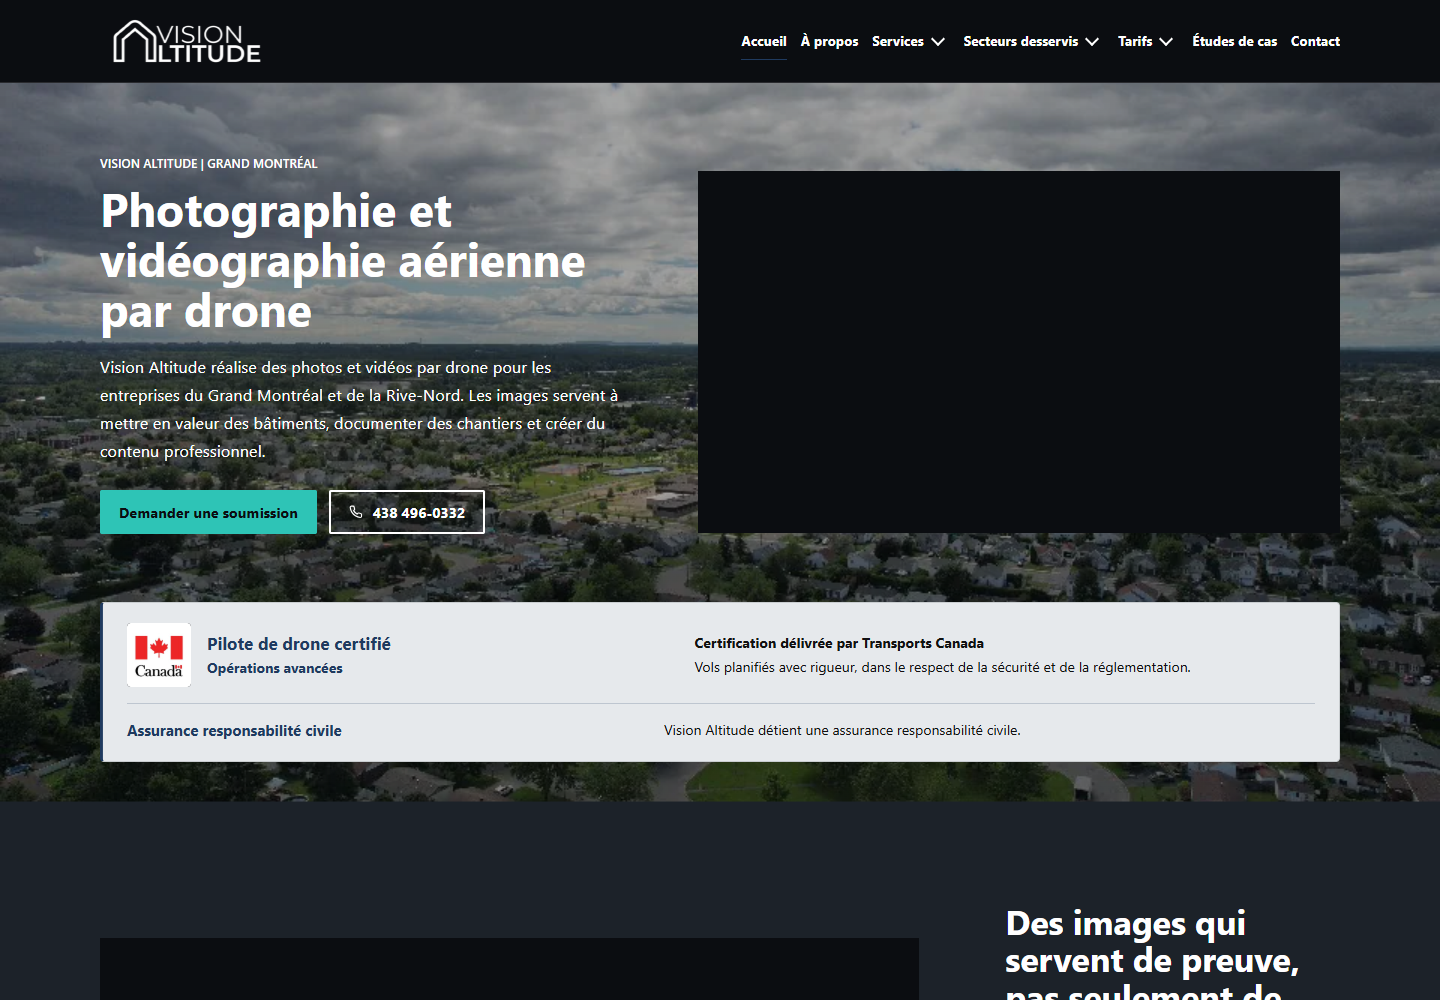 VISION
ALTITUDE
Accueil À propos Services Secteurs desservis Tarifs Études de cas Contact
VISION ALTITUDE | GRAND MONTRÉAL
Photographie et
vidéographie aérienne
par drone
Vision Altitude réalise des photos et vidéos par drone pour les
entreprises du Grand Montréal et de la Rive-Nord. Les images servent à
mettre en valeur des bâtiments, documenter des chantiers et créer du
contenu professionnel.
Demander une soumission
438 496-0332
Canada
Pilote de drone certifié
Opérations avancées
Certification délivrée par Transports Canada
Vols planifiés avec rigueur, dans le respect de la sécurité et de la réglementation.
Assurance responsabilité civile
Vision Altitude détient une assurance responsabilité civile.
Des images qui
servent de preuve,
pas seulement de